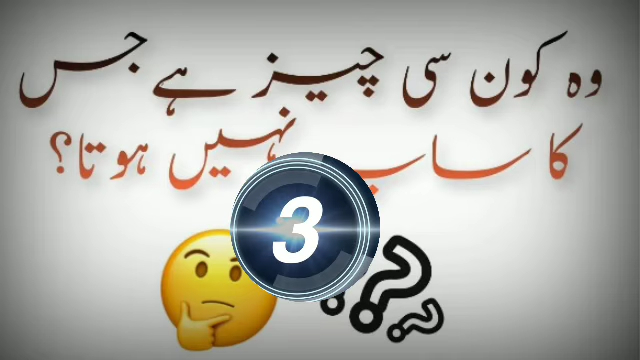 وہ کون سی چیز ہے جس
کا نہیں ہوتا؟
3